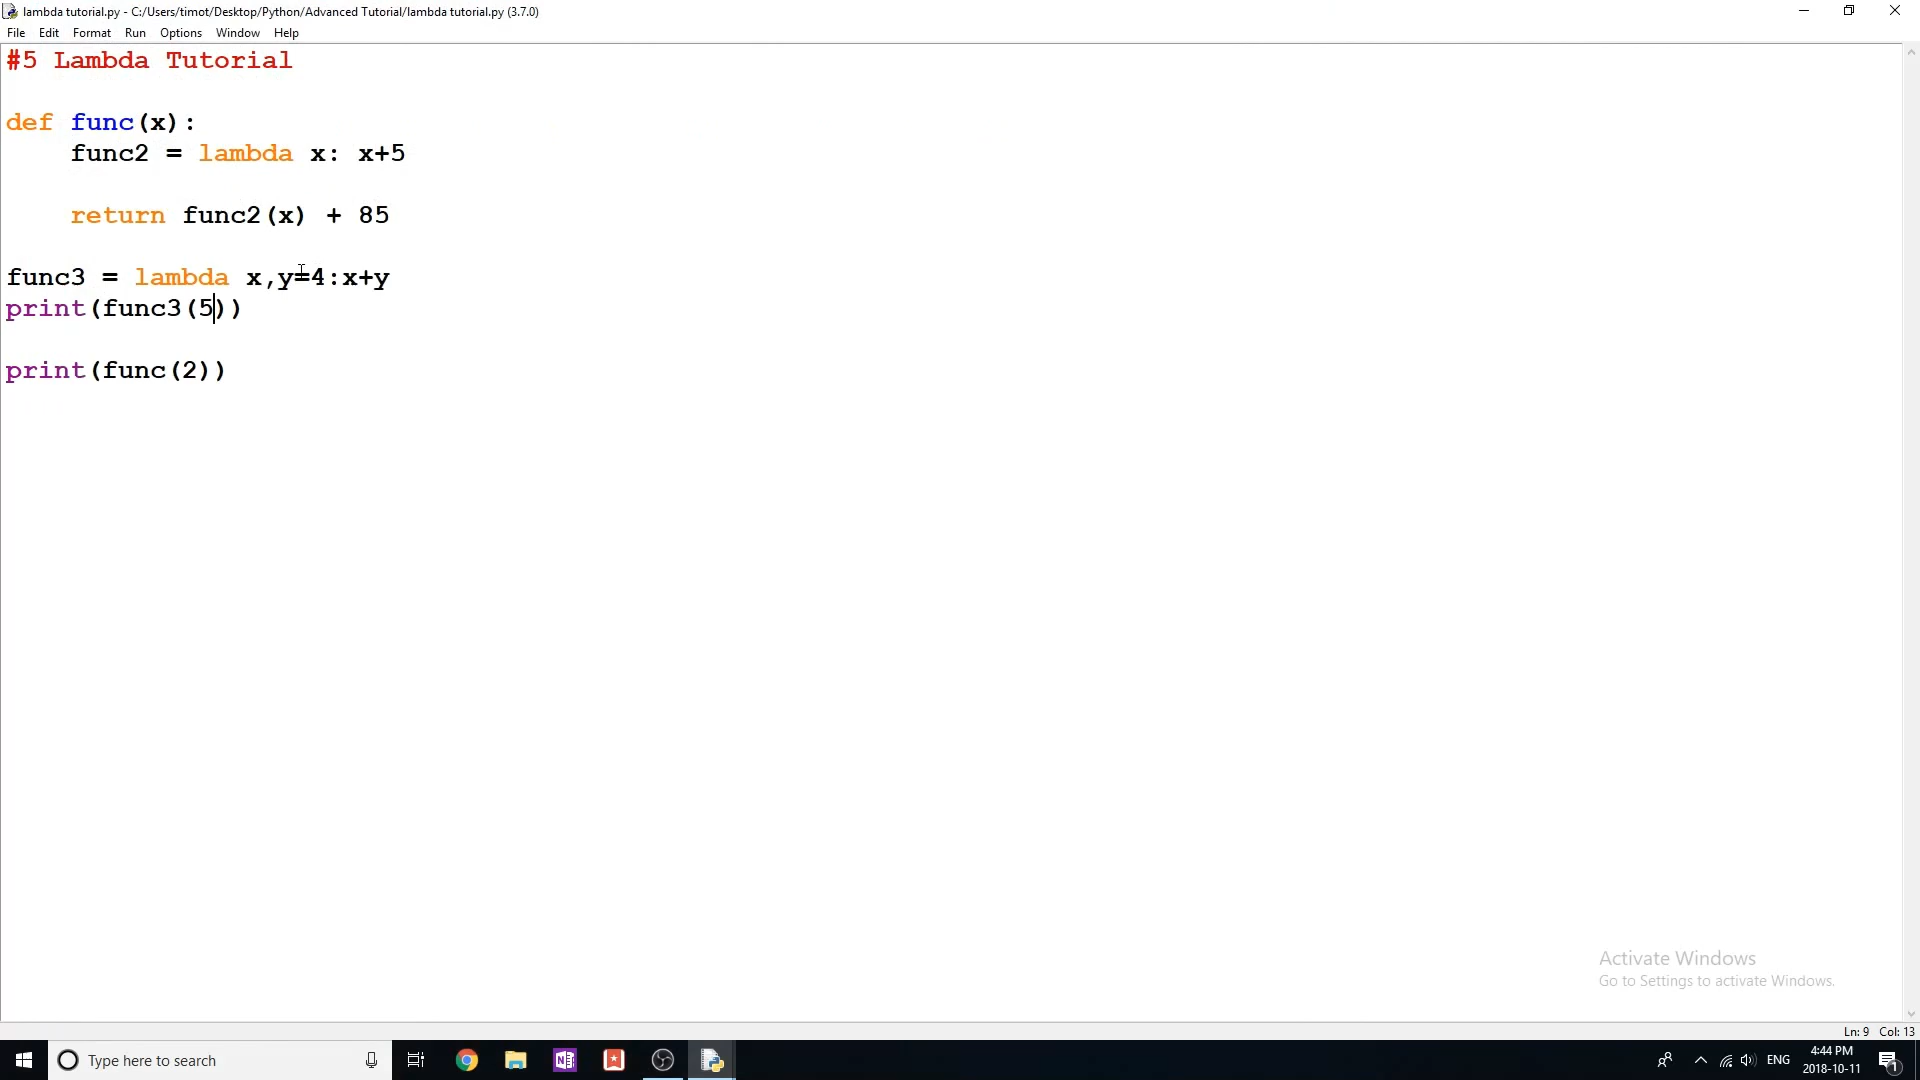 lambda tutorial.py - C:/Users/timot/Desktop/Python/Advanced Tutorial/lambda tutorial.py (3.7.0)
File Edit Format Run Options Window Help
#5 Lambda Tutorial
def func(x):
    func2 = lambda x: x+5
    return func2(x) + 85
func3 = lambda x,y=4:x+y
print(func3(5))
print(func(2))
Activate Windows
Go to Settings to activate Windows.
Ln: 9 Col: 13
Type here to search
ENG
4:44 PM
2018-10-11
1